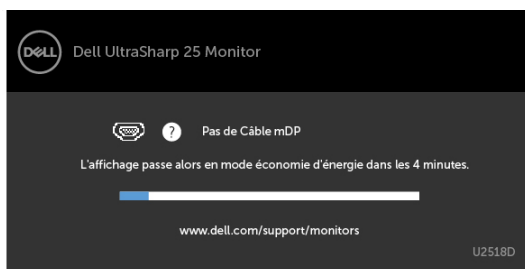 DELL Dell UltraSharp 25 Monitor
? Pas de Câble mDP
L'affichage passe alors en mode économie d'énergie dans les 4 minutes.
www.dell.com/support/monitors
U2518D